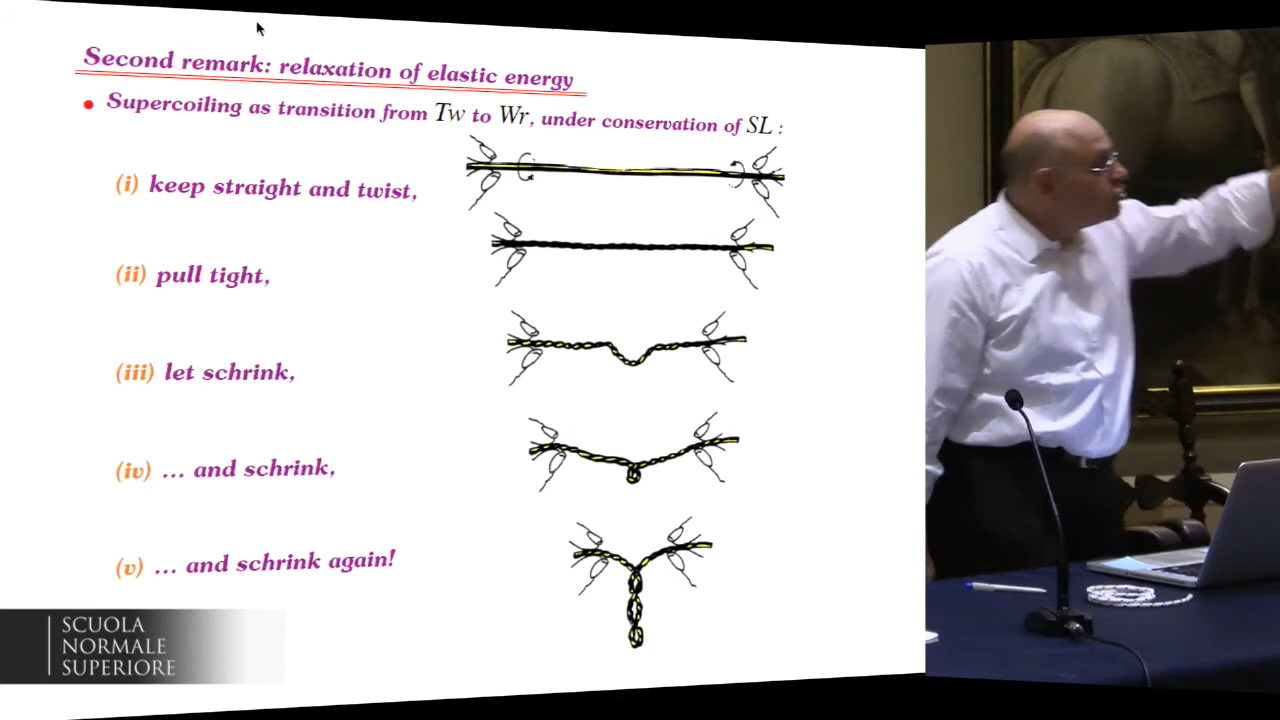 Second remark: relaxation of elastic energy
• Supercoiling as transition from Tw to Wr, under conservation of SL :
(i) keep straight and twist,
(ii) pull tight,
(iii) let schrink,
(iv) ... and schrink,
(v) ... and schrink again!
SCUOLA
NORMALE
SUPERIORE